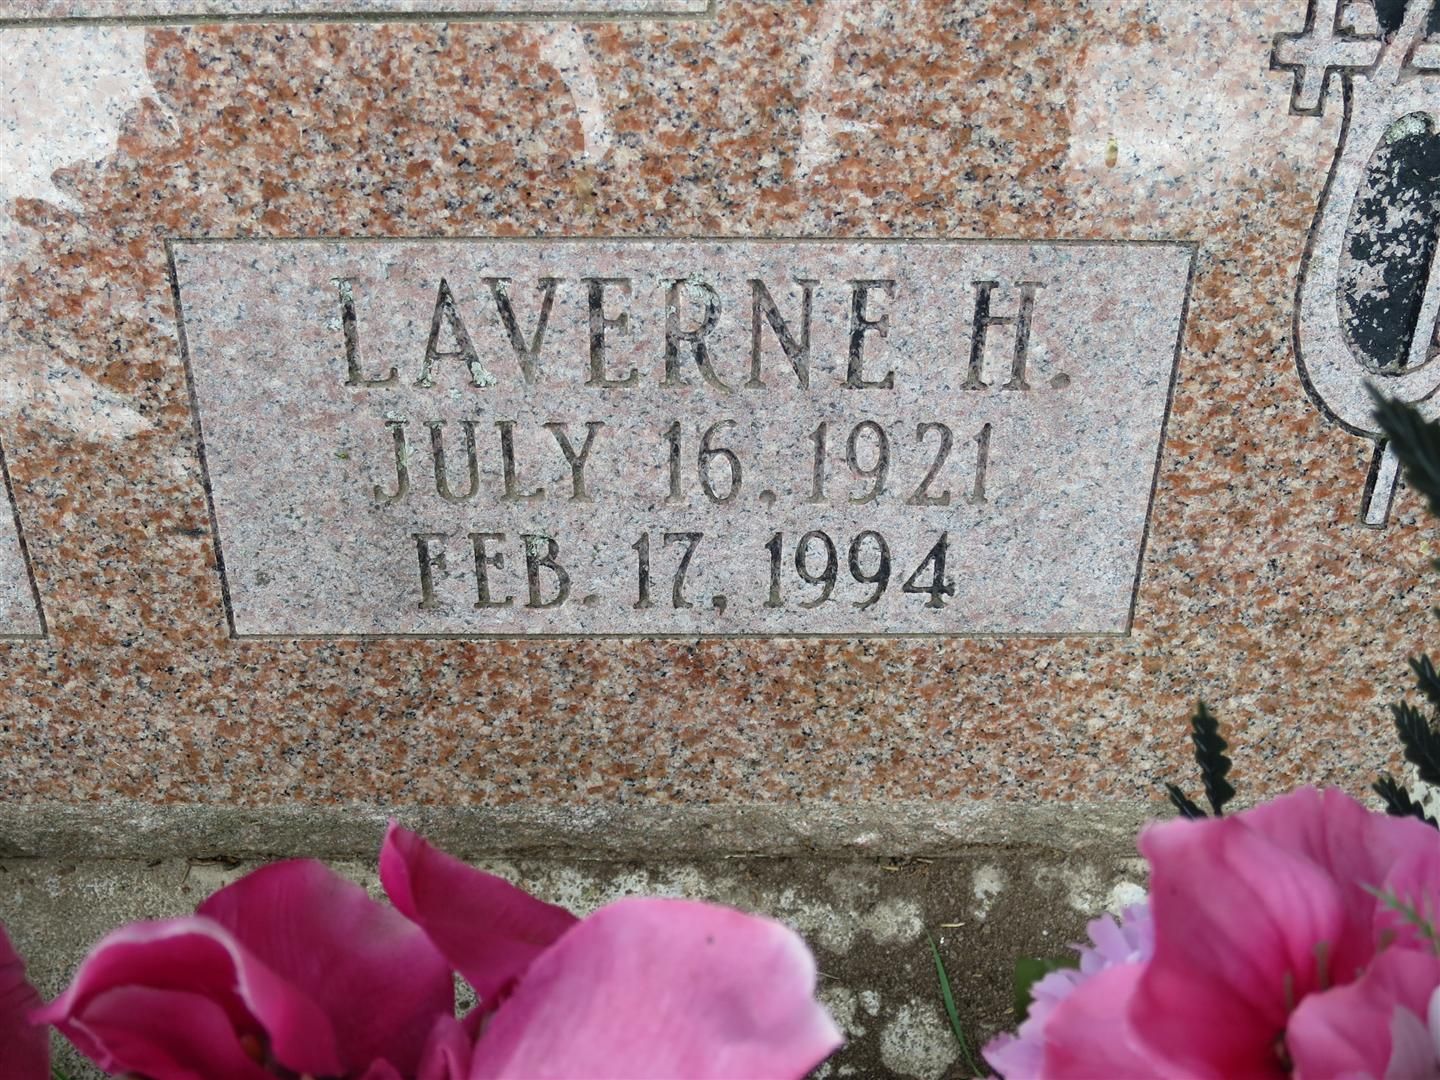 LAVERNE H.
JULY 16, 1921
FEB. 17, 1994